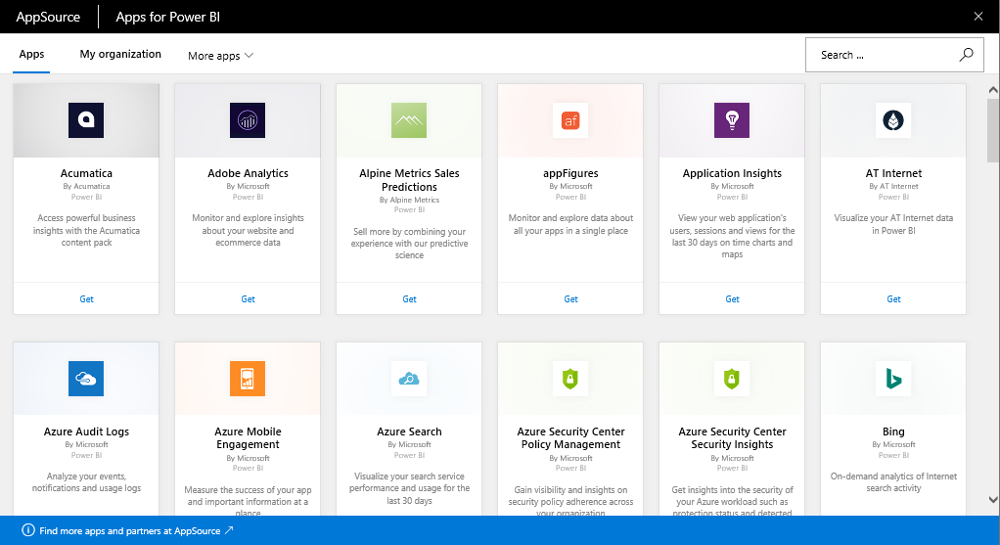 AppSource
Apps for Power BI
Apps
My organization
More apps
Search ...
Acumatica
By Acumatica
Power BI
Access powerful business
insights with the Acumatica
content pack.
Get
Adobe Analytics
By Microsoft
Power BI
Monitor and explore insights
about your website and
ecommerce data
Get
Alpine Metrics Sales
Predictions
By Alpine Metrics
Power BI
Sell more by combining your
experience with our predictive
science
Get
appFigures
By Microsoft
Power BI
Monitor and explore data about
all your apps in a single place
Get
Application Insights
By Microsoft
Power BI
View your web application's
users, sessions and views for the
last 30 days on time charts and
maps
Get
AT Internet
By AT Internet
Power BI
Visualize your AT Internet data
in Power BI
Get
Azure Audit Logs
By Microsoft
Power BI
Analyze your events,
notifications and usage logs
Azure Mobile
Engagement
By Microsoft
Power BI
Measure the success of your app
and important information at a
glance
Azure Search
By Microsoft
Power BI
Visualize your search service
performance and usage for the
last 30 days
Azure Security Center
Policy Management
By Microsoft
Power BI
Gain visibility and insights on
security policy adherence across
your organization
Azure Security Center
Security Insights
By Microsoft
Power BI
Get insights into the security of
your Azure workload such as
protection status and detected
Bing
By Microsoft
Power BI
On-demand analytics of Internet
search activity
Find more apps and partners at AppSource